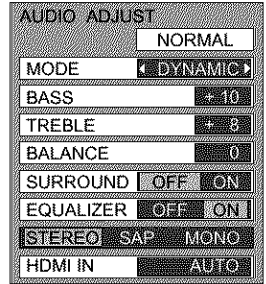 AUDIO ADJUST
NORMAL
MODE DYNAMIC
BASS + 10
TREBLE + 8
BALANCE 0
SURROUND OFF ON
EQUALIZER OFF ON
STEREO SAP MONO
HDMI IN AUTO